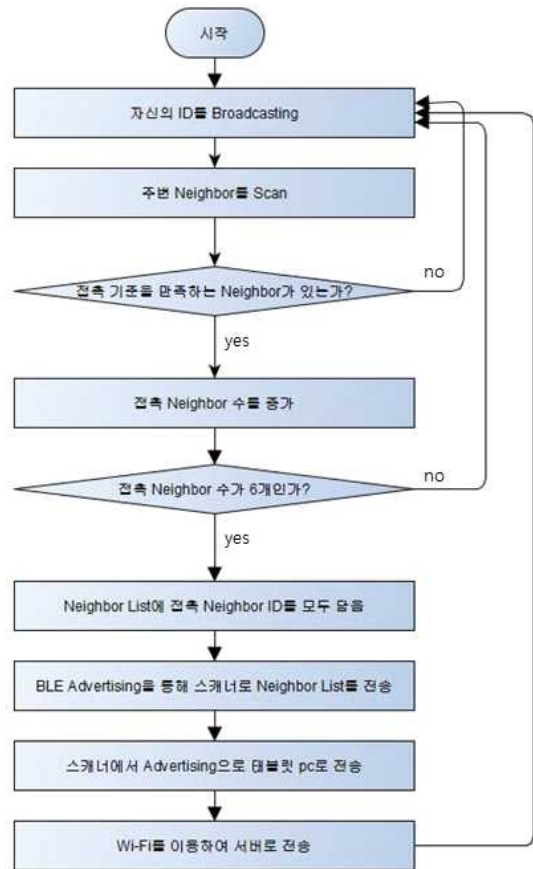 시작
자신의 ID를 Broadcasting
주변 Neighbor를 Scan
접촉 기준을 만족하는 Neighbor가 있는가?
no
yes
접촉 Neighbor 수를 증가
접촉 Neighbor 수가 6개인가?
no
yes
Neighbor List에 접촉 Neighbor ID를 모두 담음
BLE Advertising을 통해 스캐너로 Neighbor List를 전송
스캐너에서 Advertising으로 태블릿 pc로 전송
Wi-Fi를 이용하여 서버로 전송